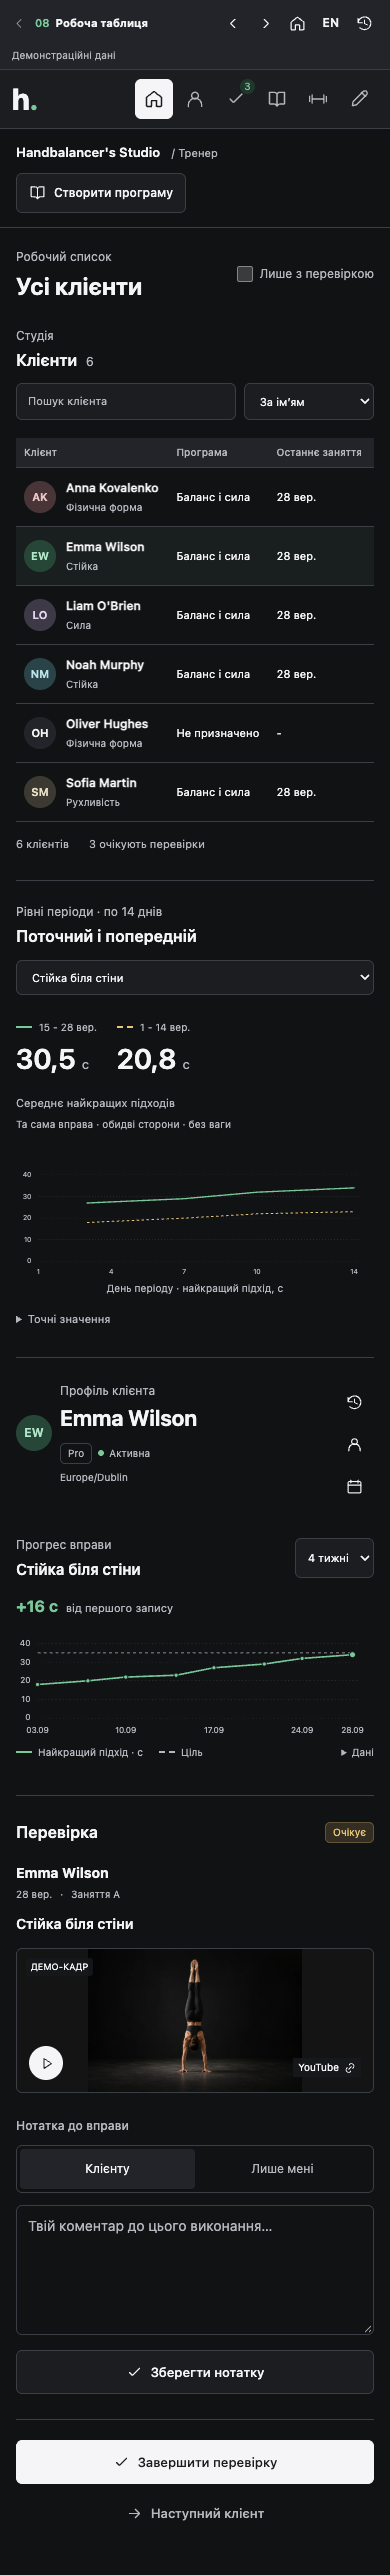 08 Робоча таблиця
EN
Демонстраційні дані
h.
3
Handbalancer's Studio / Тренер
Створити програму
Робочий список
Усі клієнти
Лише з перевіркою
Студія
Клієнти 6
Пошук клієнта
За ім'ям
Клієнт Програма Останнє заняття
AK Anna Kovalenko Баланс і сила 28 вер.
Фізична форма
EW Emma Wilson Баланс і сила 28 вер.
Стійка
LO Liam O'Brien Баланс і сила 28 вер.
Сила
NM Noah Murphy Баланс і сила 28 вер.
Стійка
OH Oliver Hughes Не призначено -
Фізична форма
SM Sofia Martin Баланс і сила 28 вер.
Рухливість
6 клієнтів 3 очікують перевірки
Рівні періоди · по 14 днів
Поточний і попередній
Стійка біля стіни
15 - 28 вер. 1 - 14 вер.
30,5 с 20,8 с
Середнє найкращих підходів
Та сама вправа · обидві сторони · без ваги
40
30
20
10
0
1 4 7 10 14
День періоду · найкращий підхід, с
Точні значення
Профіль клієнта
EW Emma Wilson
Pro Активна
Europe/Dublin
Прогрес вправи
Стійка біля стіни
4 тижні
+16 с від першого запису
40
30
20
10
0
03.09 10.09 17.09 24.09 28.09
Найкращий підхід · с Ціль Дані
Перевірка Очікує
Emma Wilson
28 вер. · Заняття A
Стійка біля стіни
ДЕМО-КАДР
YouTube
Нотатка до вправи
Клієнту Лише мені
Твій коментар до цього виконання...
Зберегти нотатку
Завершити перевірку
Наступний клієнт